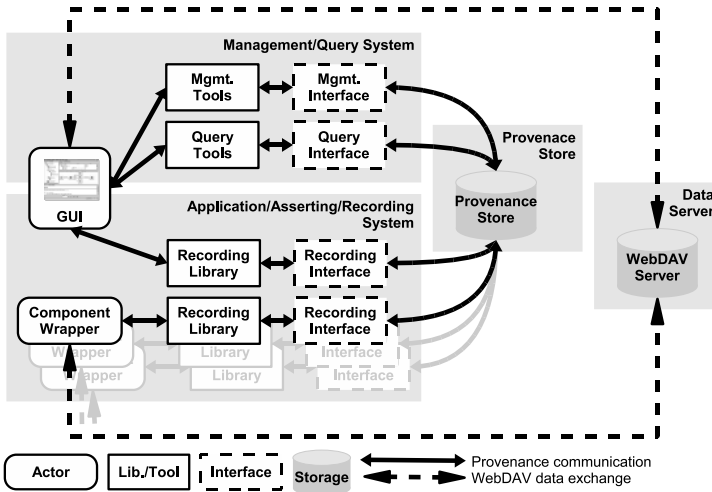 Management/Query System
Mgmt.
Tools
Mgmt.
Interface
Query
Tools
Query
Interface
GUI
Provenace
Store
Provenance
Store
Data
Server
WebDAV
Server
Application/Asserting/Recording
System
Recording
Library
Recording
Interface
Component
Wrapper
Recording
Library
Recording
Interface
Wrapper
Library
Interface
Wrapper
Library
Interface
Actor
Lib./Tool
Interface
Storage
Provenance communication
WebDAV data exchange